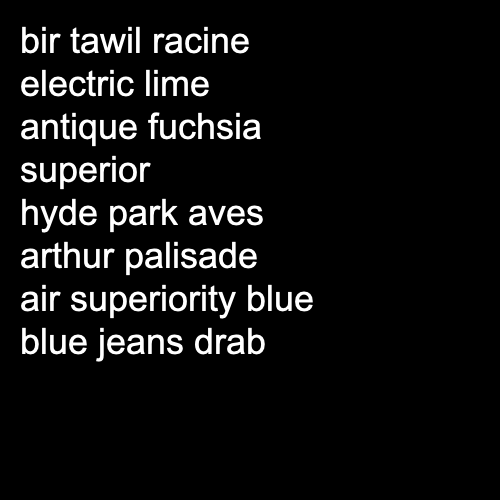 bir tawil racine
electric lime
antique fuchsia
superior
hyde park aves
arthur palisade
air superiority blue
blue jeans drab